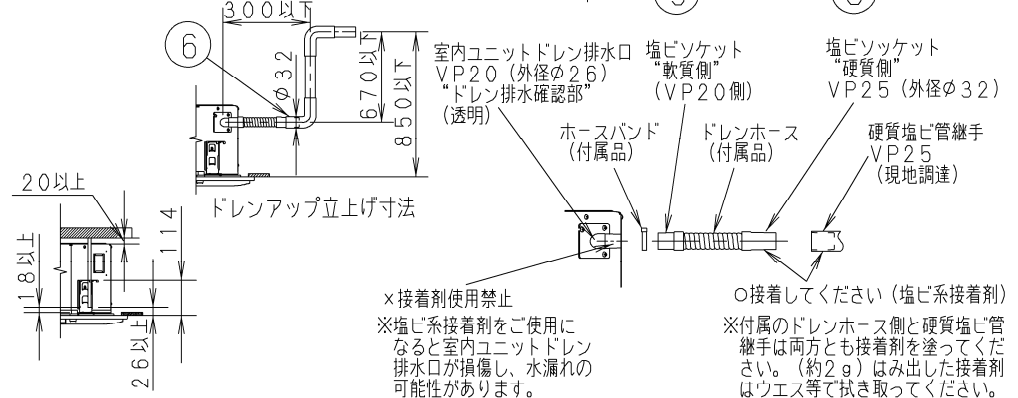 300以下
⑥
φ32
670以下
850以下
ドレンアップ立上げ寸法
20以上
18以上
114
26以上
室内ユニットドレン排水口
VP20(外径φ26)
“ドレン排水確認部”
(透明)
塩ビソケット
“軟質側”
(VP20側)
塩ビソッケット
“硬質側”
VP25(外径φ32)
ホースバンド
(付属品)
ドレンホース
(付属品)
硬質塩ビ管継手
VP25
(現地調達)
×接着剤使用禁止
※塩ビ系接着剤をご使用に
なると室内ユニットドレン
排水口が損傷し、水漏れの
可能性があります。
○接着してください(塩ビ系接着剤)
※付属のドレンホース側と硬質塩ビ管
継手は両方とも接着剤を塗ってくだ
さい。(約2g)はみ出した接着剤
はウエス等で拭き取ってください。